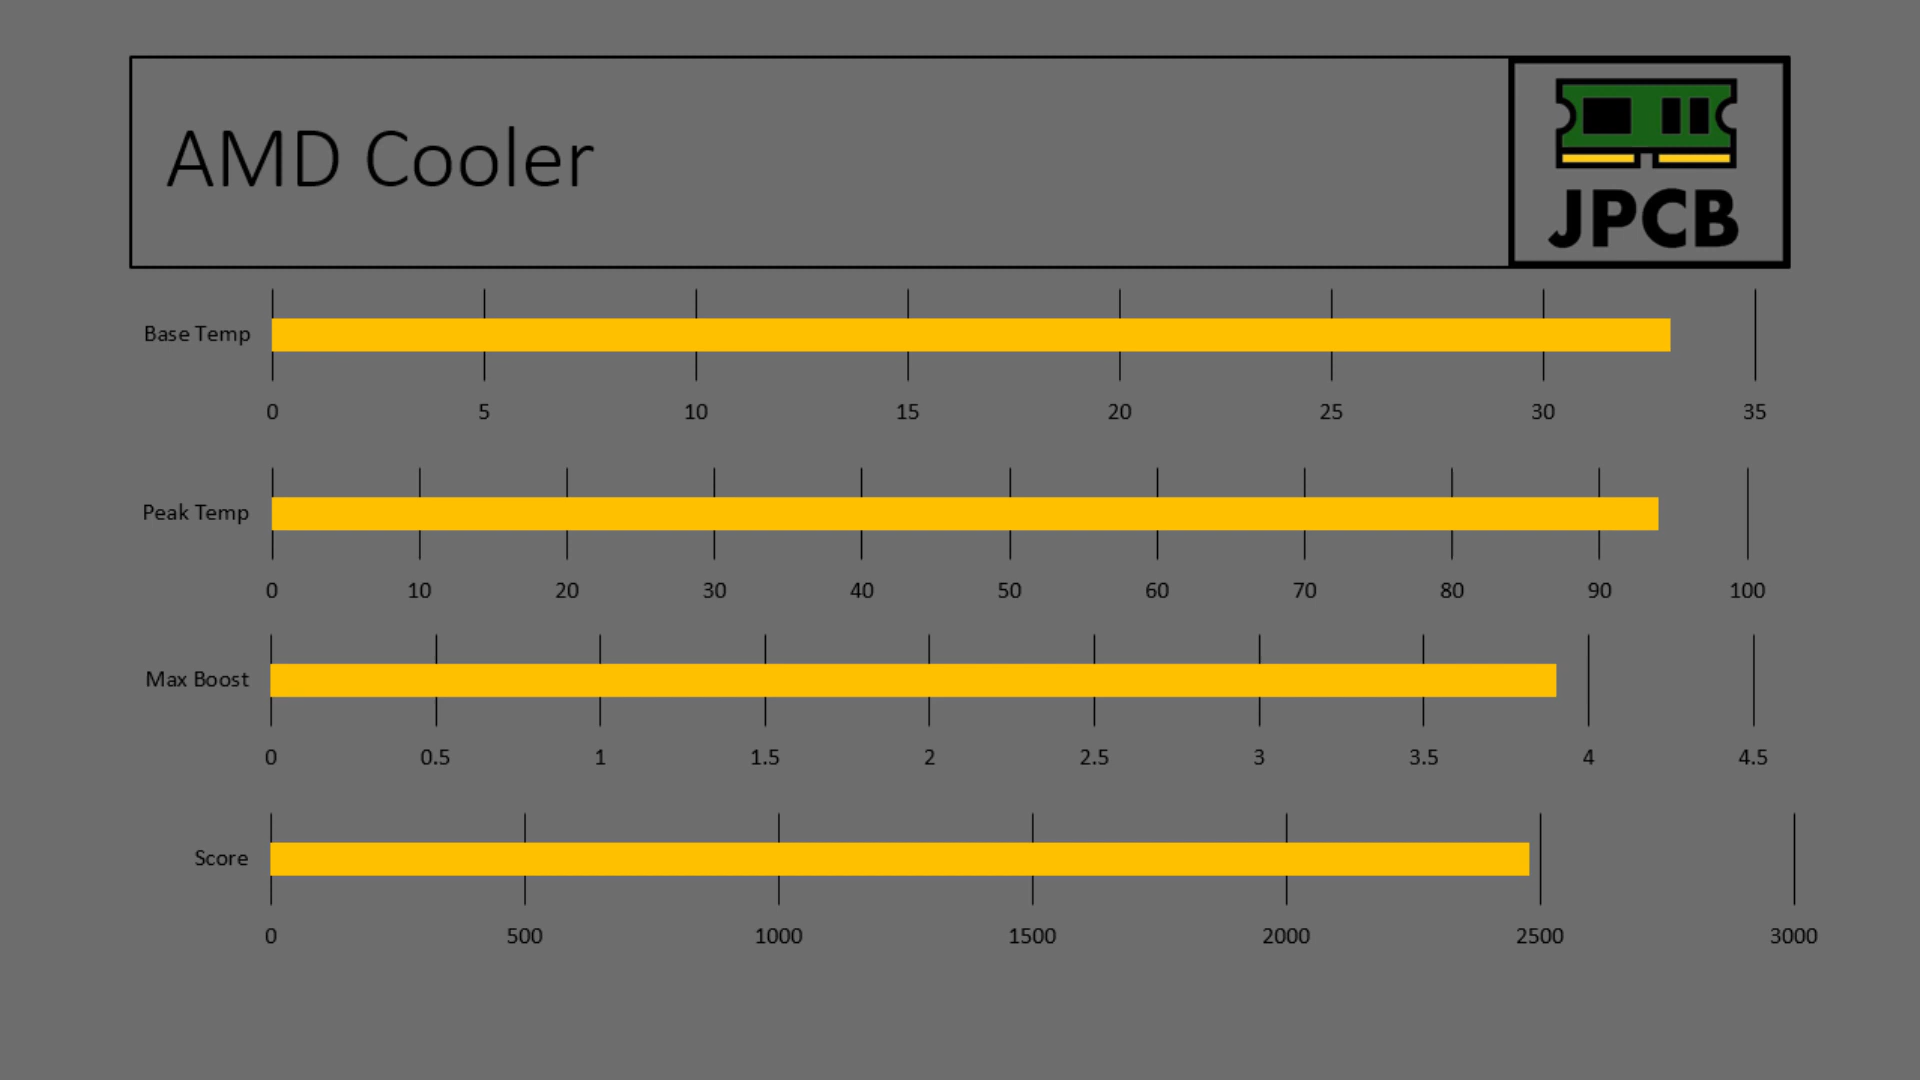 AMD Cooler
JPCB
Base Temp
0 5 10 15 20 25 30 35
Peak Temp
0 10 20 30 40 50 60 70 80 90 100
Max Boost
0 0.5 1 1.5 2 2.5 3 3.5 4 4.5
Score
0 500 1000 1500 2000 2500 3000